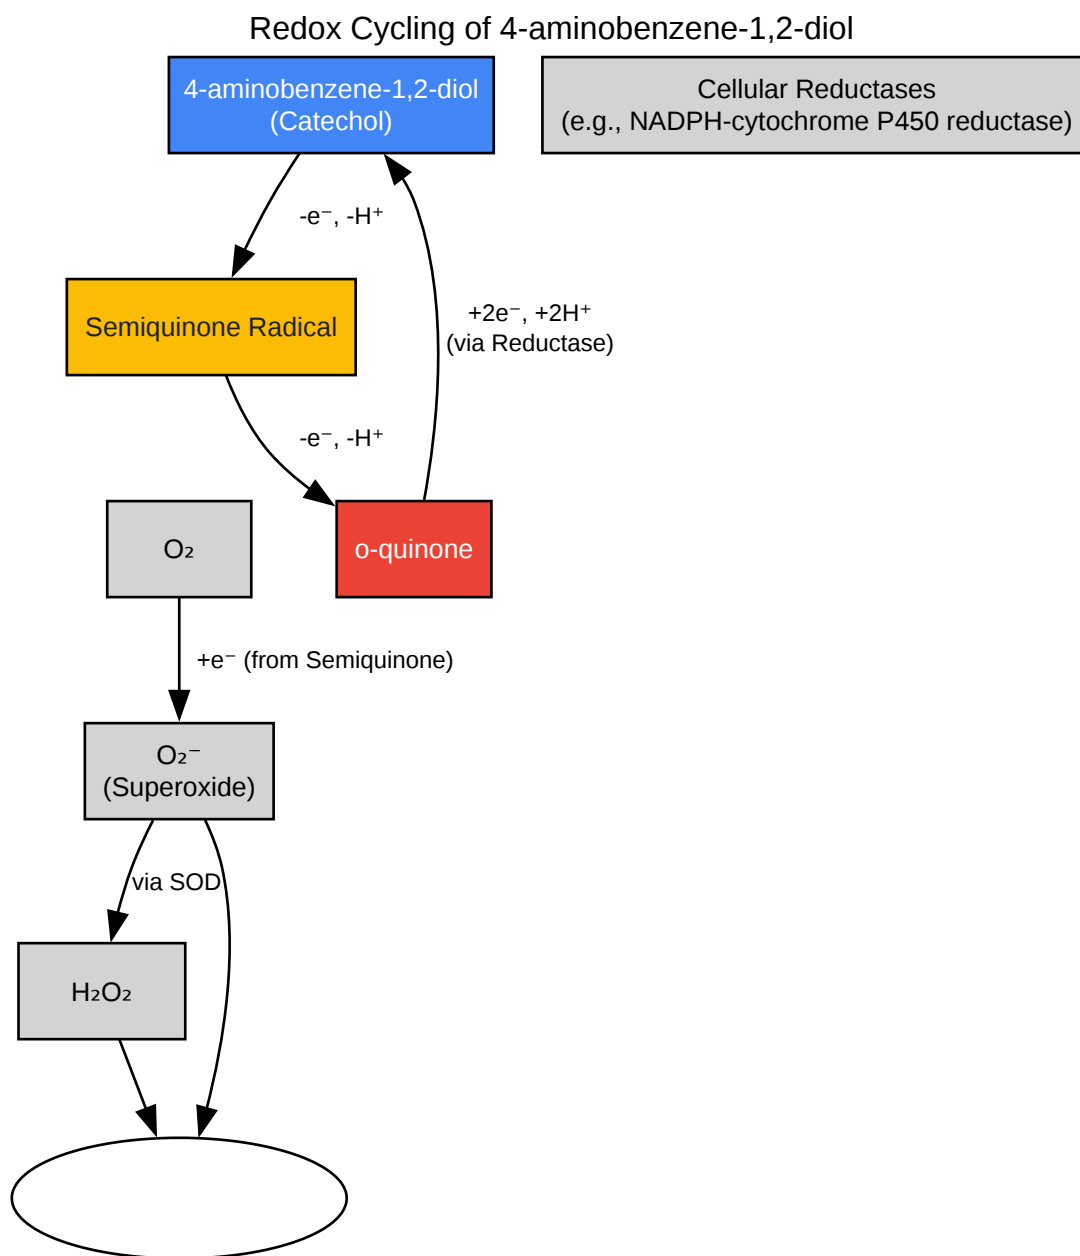 Redox Cycling of 4-aminobenzene-1,2-diol
4-aminobenzene-1,2-diol
(Catechol)
Cellular Reductases
(e.g., NADPH-cytochrome P450 reductase)
-e⁻, -H⁺
Semiquinone Radical
+2e⁻, +2H⁺
(via Reductase)
-e⁻, -H⁺
O₂
o-quinone
+e⁻ (from Semiquinone)
O₂⁻
(Superoxide)
via SOD
H₂O₂